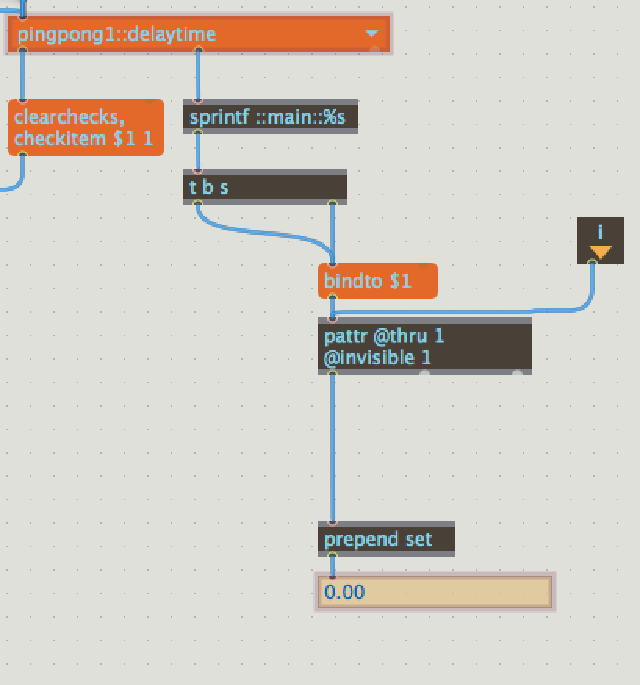 pingpong1::delaytime
clearchecks,
checkitem $1 1
sprintf ::main::%s
t b s
i
bindto $1
pattr @thru 1
@invisible 1
prepend set
0.00